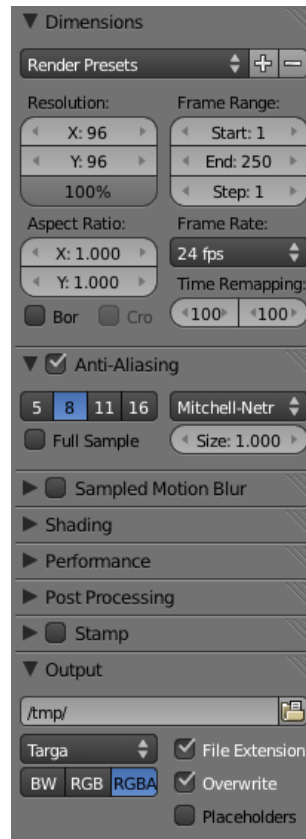 Dimensions
Render Presets
Resolution:
X: 96
Y: 96
100%
Frame Range:
Start: 1
End: 250
Step: 1
Aspect Ratio:
X: 1.000
Y: 1.000
Bor
Cro
Frame Rate:
24 fps
Time Remapping:
100
100
Anti-Aliasing
5 8 11 16
Mitchell-Netr
Full Sample
Size: 1.000
Sampled Motion Blur
Shading
Performance
Post Processing
Stamp
Output
/tmp/
Targa
File Extension
BW RGB RGBA
Overwrite
Placeholders